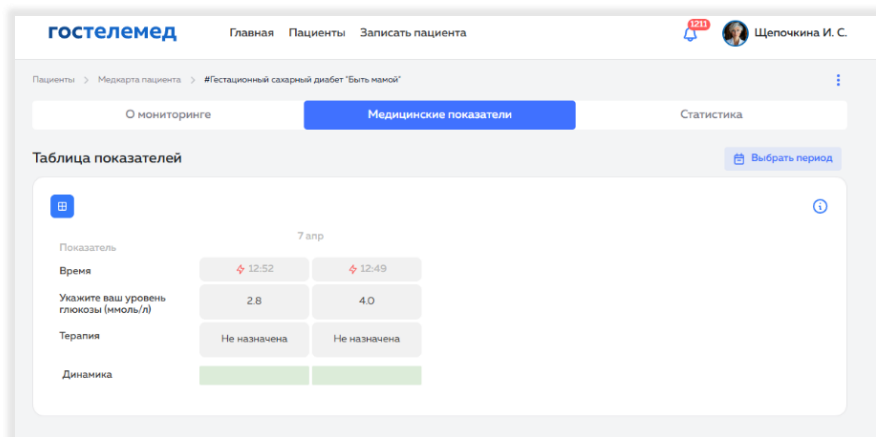 гостелемед Главная Пациенты Записать пациента 1211 Щепочкина И. С.
Пациенты > Медкарта пациента > #Гестационный сахарный диабет "Быть мамой"
О мониторинге Медицинские показатели Статистика
Таблица показателей Выбрать период
7 апр
Показатель
Время 12:52 12:49
Укажите ваш уровень
глюкозы (ммоль/л) 2.8 4.0
Терапия Не назначена Не назначена
Динамика